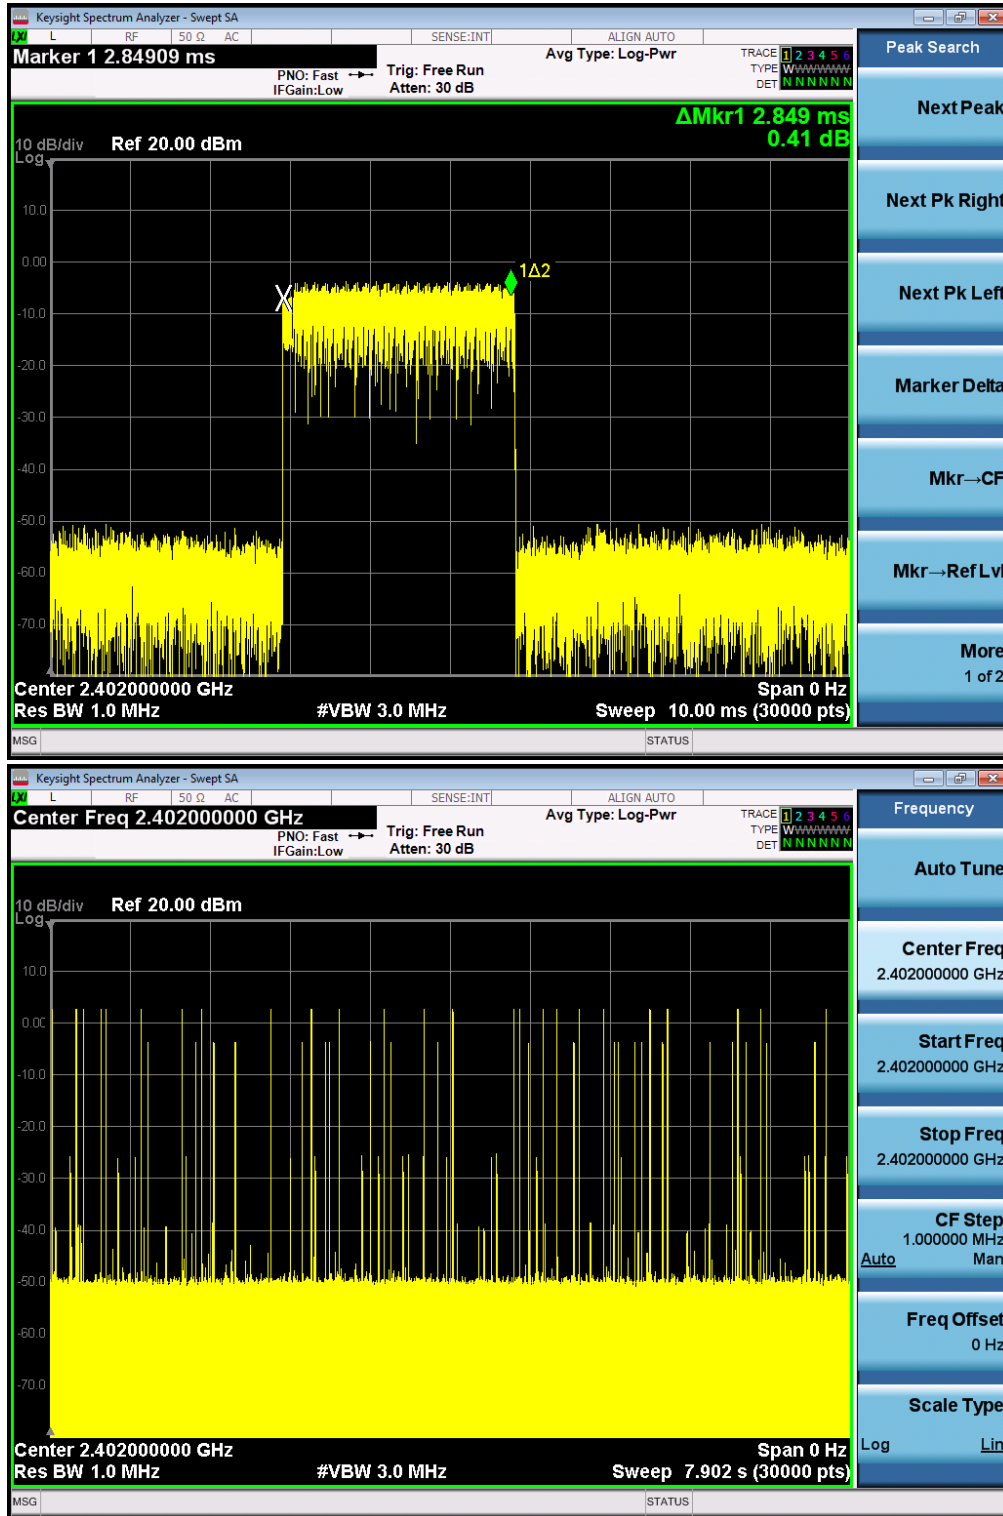 Keysight Spectrum Analyzer - Swept SA
LXI L RF 50 Ω AC SENSE:INT ALIGN AUTO
Marker 1 2.84909 ms
PNO: Fast
IFGain:Low
Trig: Free Run
Atten: 30 dB
Avg Type: Log-Pwr
TRACE 1 2 3 4 5 6
TYPE WWWWWW
DET N N N N N N
ΔMkr1 2.849 ms
0.41 dB
10 dB/div
Log
Ref 20.00 dBm
10.0
0.00
-10.0
-20.0
-30.0
-40.0
-50.0
-60.0
-70.0
X
1Δ2
Center 2.402000000 GHz
Span 0 Hz
Res BW 1.0 MHz
#VBW 3.0 MHz
Sweep 10.00 ms (30000 pts)
MSG
STATUS
Peak Search
Next Peak
Next Pk Right
Next Pk Left
Marker Delta
Mkr→CF
Mkr→Ref Lvl
More
1 of 2
Keysight Spectrum Analyzer - Swept SA
LXI L RF 50 Ω AC SENSE:INT ALIGN AUTO
Center Freq 2.402000000 GHz
PNO: Fast
IFGain:Low
Trig: Free Run
Atten: 30 dB
Avg Type: Log-Pwr
TRACE 1 2 3 4 5 6
TYPE WWWWWW
DET N N N N N N
10 dB/div
Log
Ref 20.00 dBm
10.0
0.00
-10.0
-20.0
-30.0
-40.0
-50.0
-60.0
-70.0
Center 2.402000000 GHz
Span 0 Hz
Res BW 1.0 MHz
#VBW 3.0 MHz
Sweep 7.902 s (30000 pts)
MSG
STATUS
Frequency
Auto Tune
Center Freq
2.402000000 GHz
Start Freq
2.402000000 GHz
Stop Freq
2.402000000 GHz
CF Step
1.000000 MHz
Auto Man
Freq Offset
0 Hz
Scale Type
Log Lin